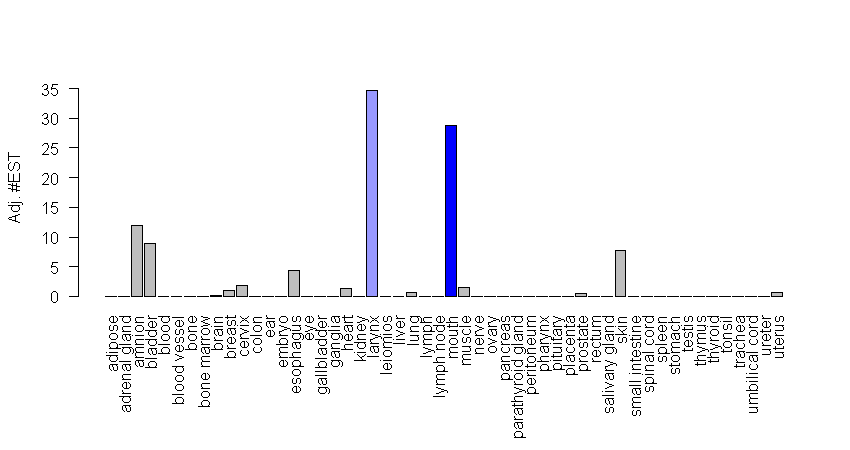 Adj. #EST
35
30
25
20
15
10
5
0
adipose
adrenal gland
amnion
bladder
blood
blood vessel
bone
bone marrow
brain
breast
cervix
colon
ear
embryo
esophagus
eye
gallbladder
ganglia
heart
kidney
larynx
leiomios
liver
lung
lymph
lymph node
mouth
muscle
nerve
ovary
pancreas
parathyroid gland
peritoneum
pharynx
pituitary
placenta
prostate
rectum
salivary gland
skin
small intestine
spinal cord
spleen
stomach
testis
thymus
thyroid
tonsil
trachea
umbilical cord
ureter
uterus